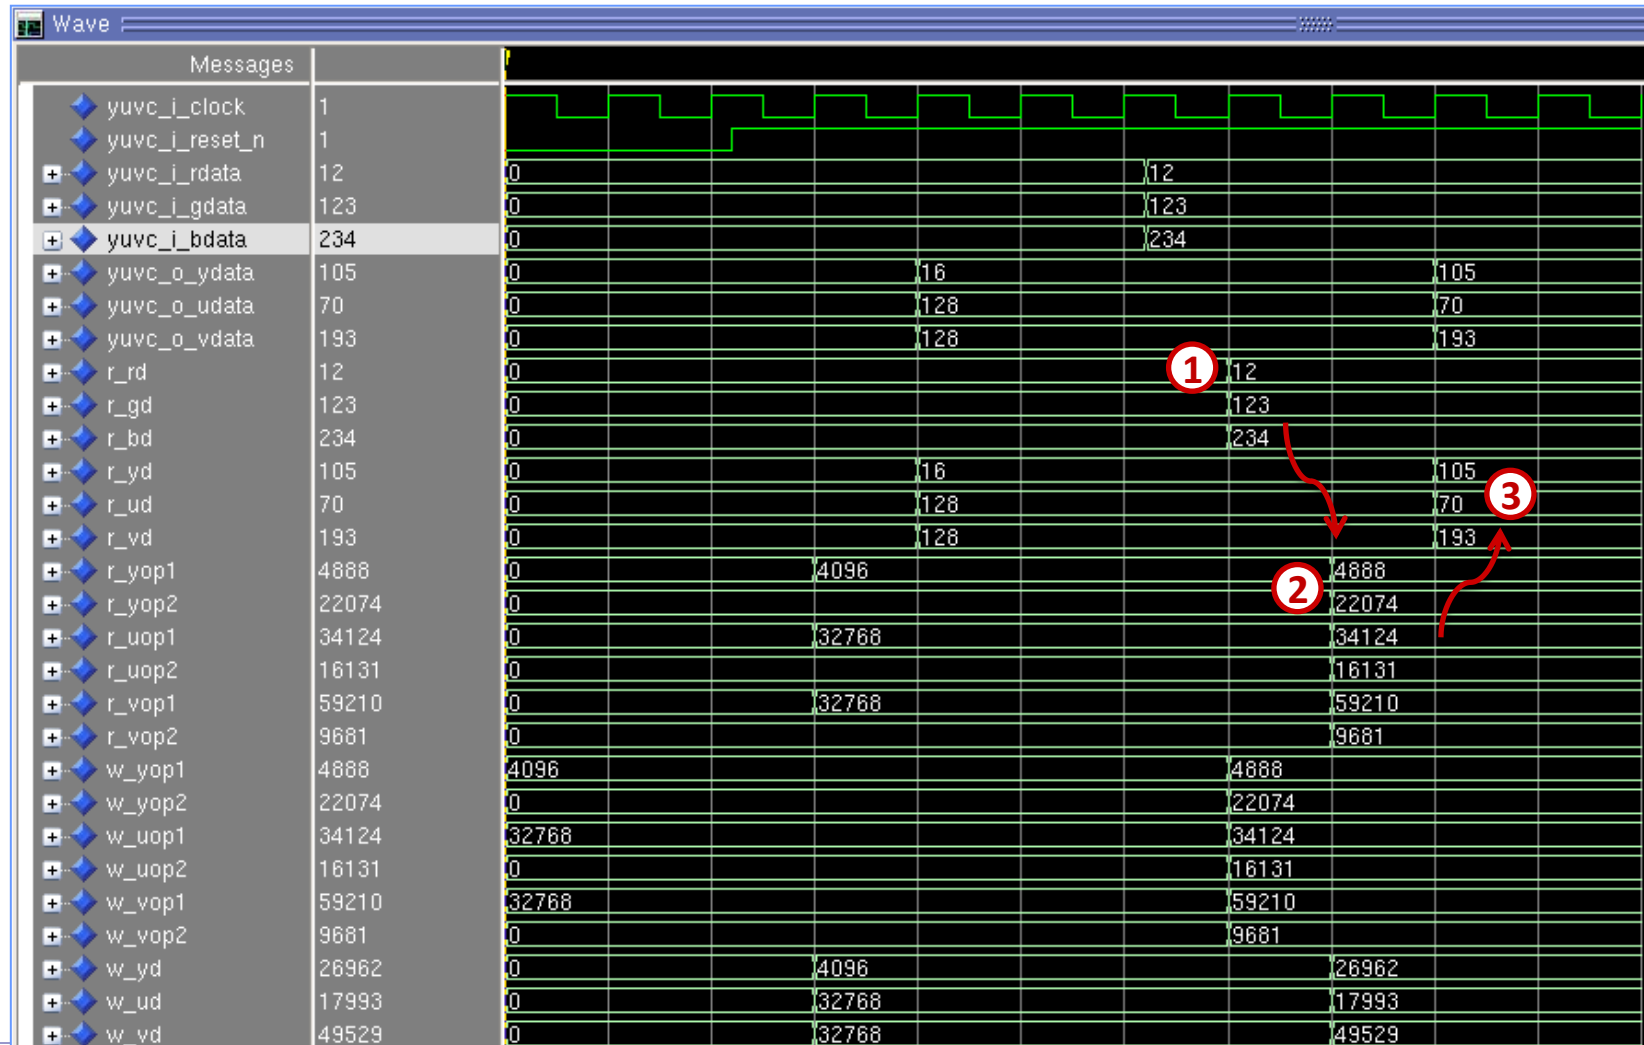 Wave
Messages
yuvc_i_clock 1
yuvc_i_reset_n 1
yuvc_i_rdata 12 0 12
yuvc_i_gdata 123 0 123
yuvc_i_bdata 234 0 234
yuvc_o_ydata 105 0 16 105
yuvc_o_udata 70 0 128 70
yuvc_o_vdata 193 0 128 193
r_rd 12 0 1 12
r_gd 123 0 123
r_bd 234 0 234
r_yd 105 0 16 105
r_ud 70 0 128 70 3
r_vd 193 0 128 193
r_yop1 4888 0 4096 4888
r_yop2 22074 0 2 22074
r_uop1 34124 0 32768 34124
r_uop2 16131 0 16131
r_vop1 59210 0 32768 59210
r_vop2 9681 0 9681
w_yop1 4888 4096 4888
w_yop2 22074 0 22074
w_uop1 34124 32768 34124
w_uop2 16131 0 16131
w_vop1 59210 32768 59210
w_vop2 9681 0 9681
w_yd 26962 0 4096 26962
w_ud 17993 0 32768 17993
w_vd 49529 0 32768 49529